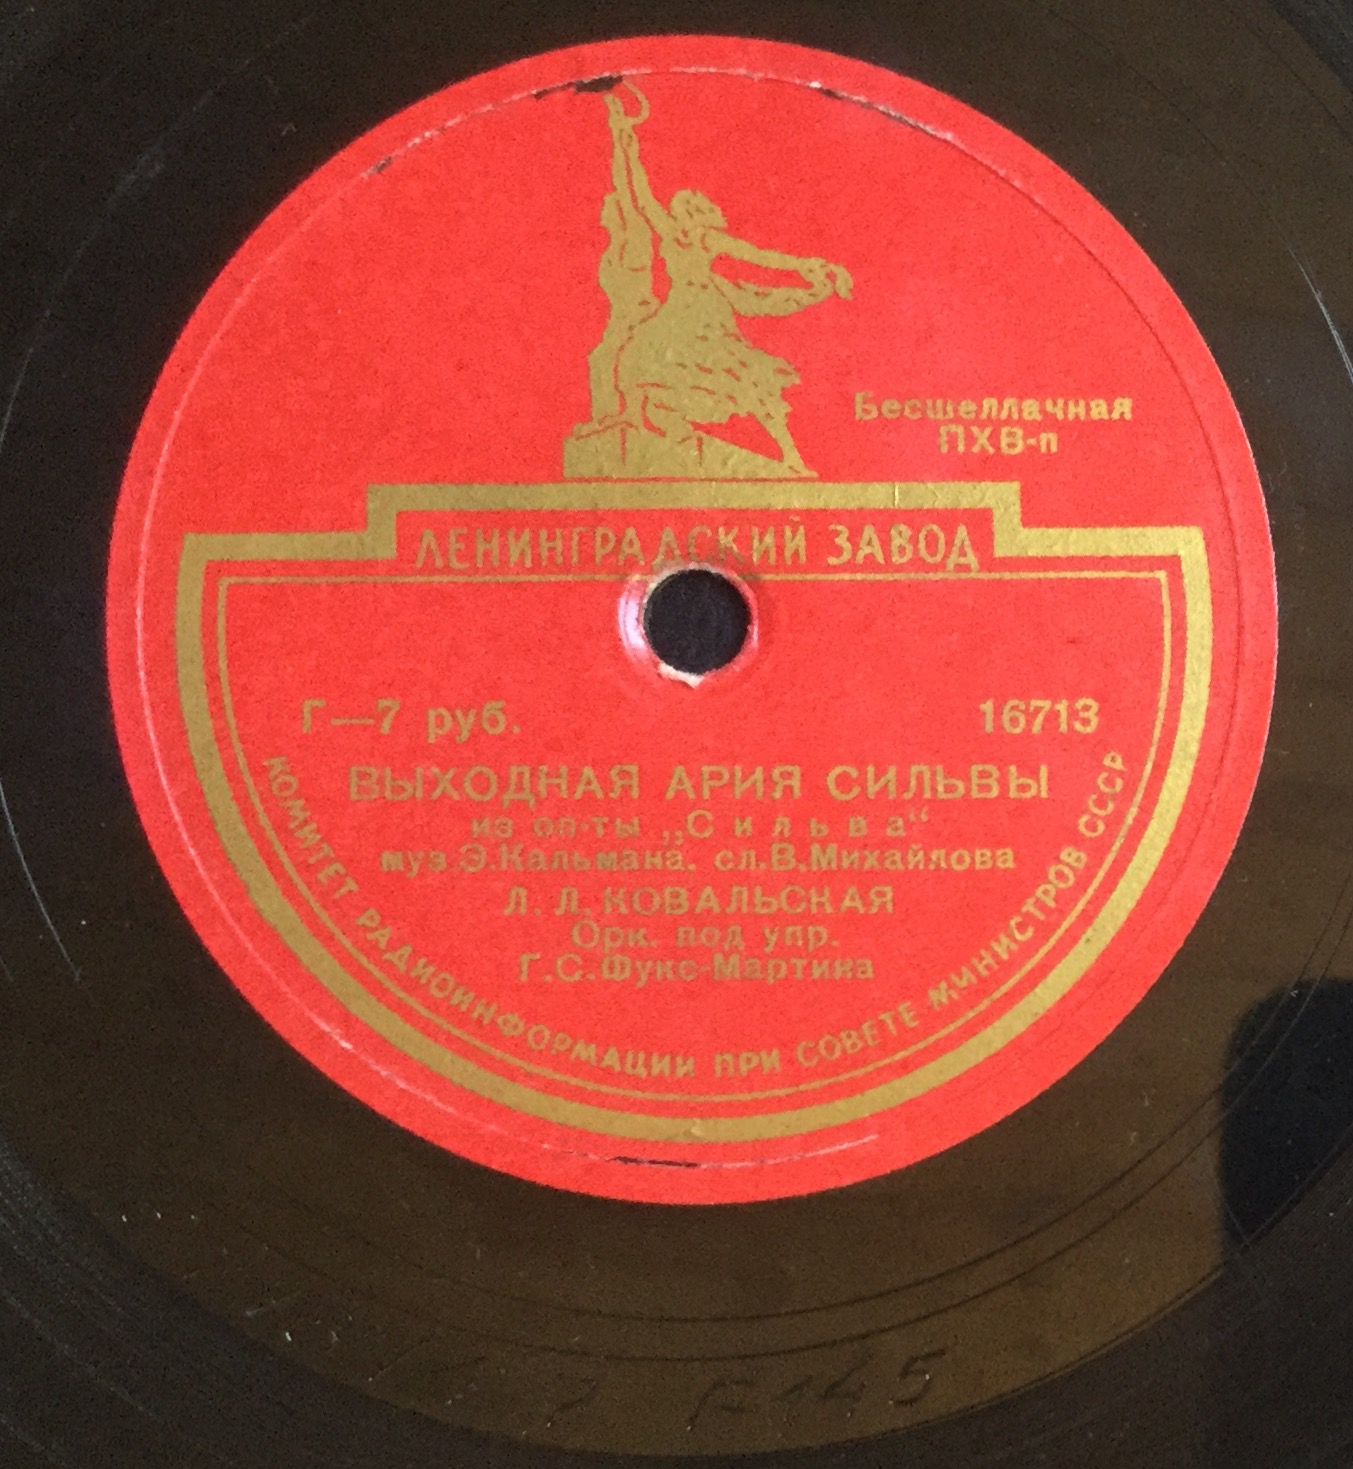 Бесшеллачная
ПХВ-п
ЛЕНИНГРАДСКИЙ ЗАВОД
Г—7 руб.
16713
ВЫХОДНАЯ АРИЯ СИЛЬВЫ
из оп-ты „Сильва“
муз.Э.Кальмана. сл.В.Михайлова
Л. Л. КОВАЛЬСКАЯ
Орк. под упр.
Г.С.Фукс-Мартина
КОМИТЕТ РАДИОИНФОРМАЦИИ ПРИ СОВЕТЕ МИНИСТРОВ СССР